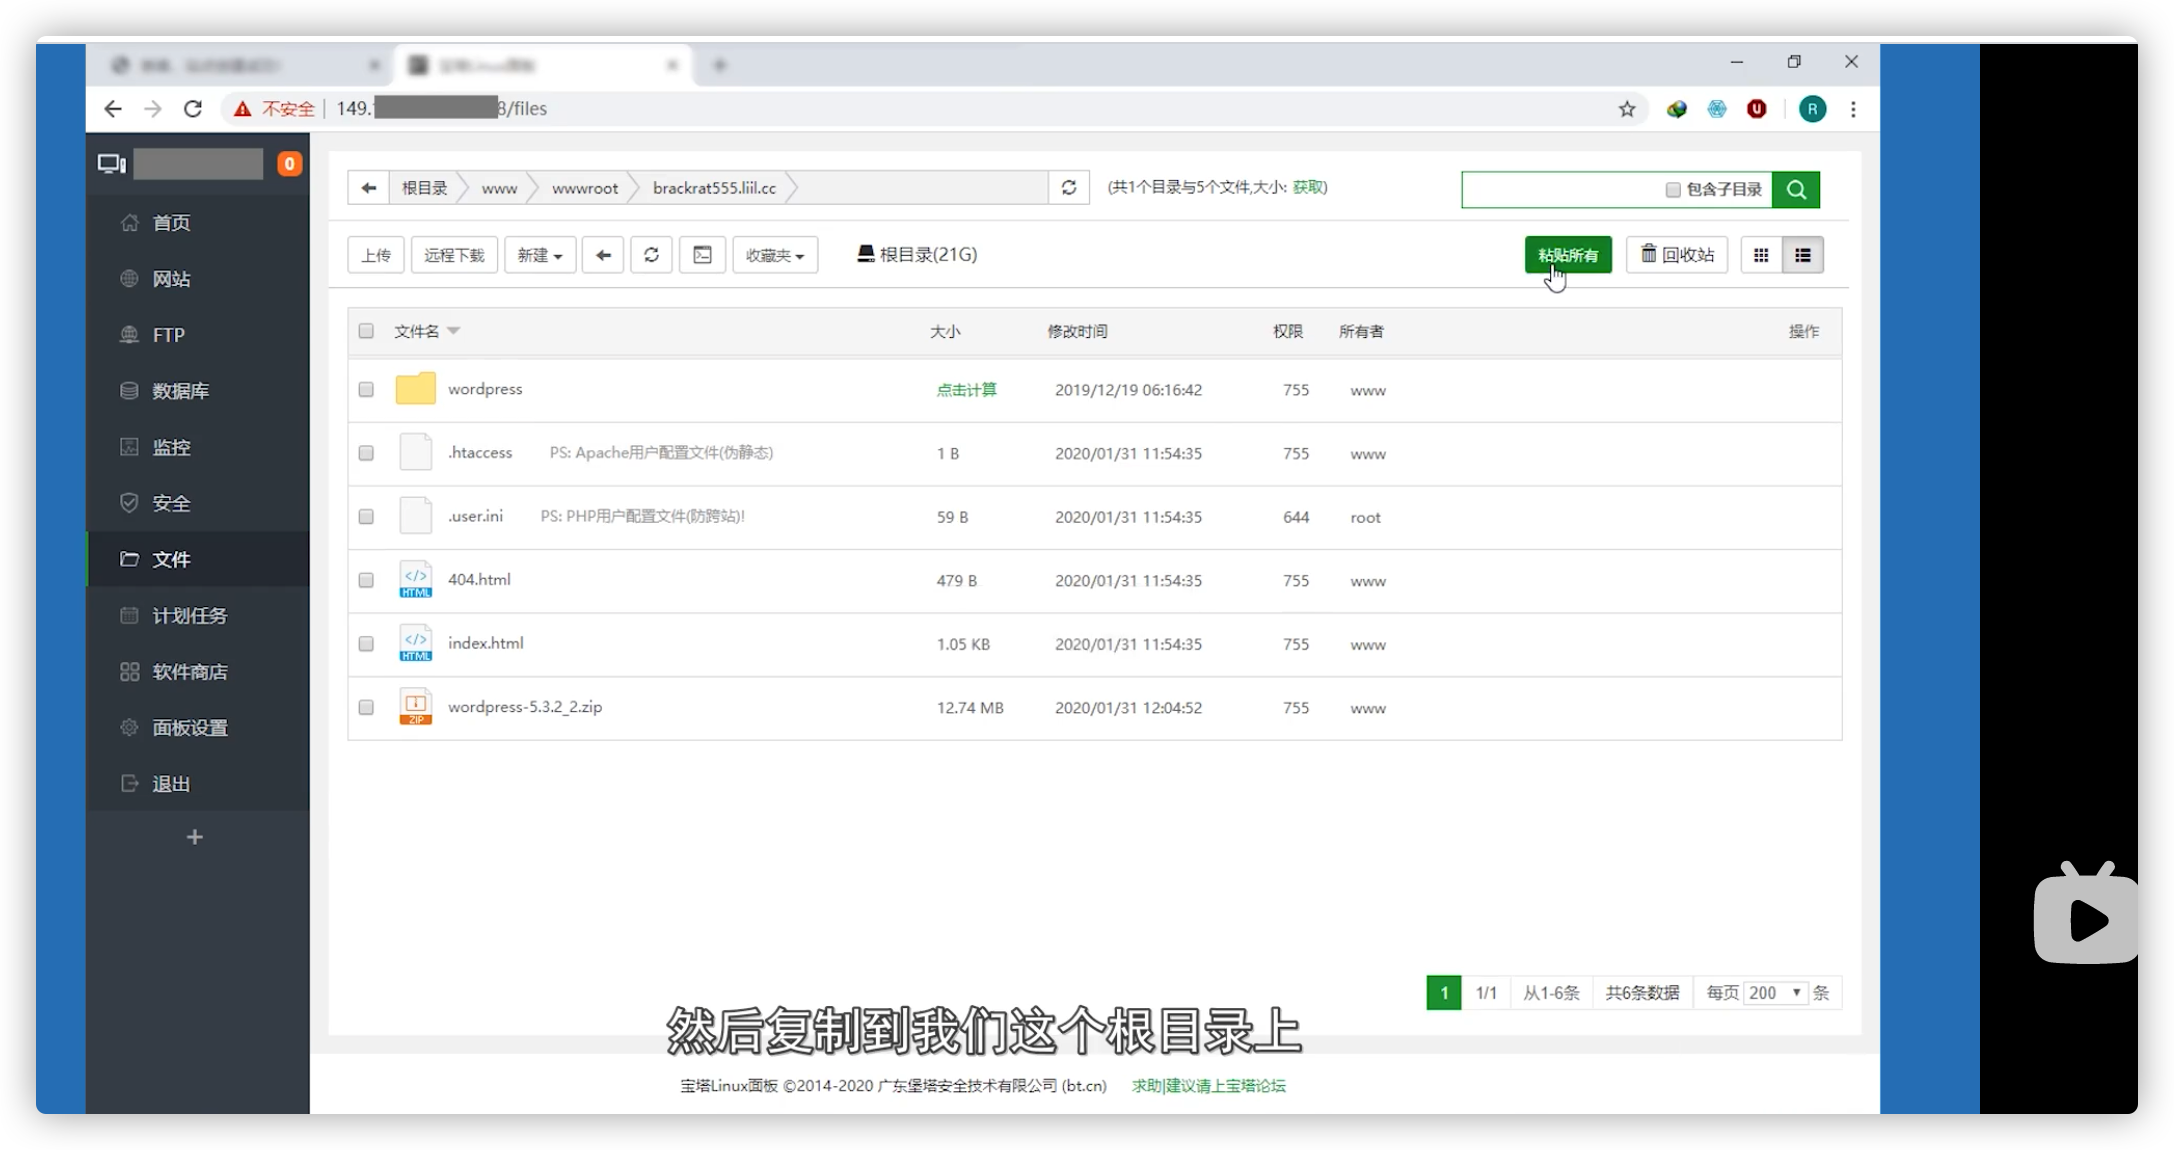 不安全 149. 8/files
0
首页
网站
FTP
数据库
监控
安全
文件
计划任务
软件商店
面板设置
退出
根目录 www wwwroot brackrat555.liil.cc (共1个目录与5个文件,大小: 获取) 包含子目录
上传 远程下载 新建 收藏夹 根目录(21G) 粘贴所有 回收站
文件名 大小 修改时间 权限 所有者 操作
wordpress 点击计算 2019/12/19 06:16:42 755 www
.htaccess PS: Apache用户配置文件(伪静态) 1 B 2020/01/31 11:54:35 755 www
.user.ini PS: PHP用户配置文件(防跨站)! 59 B 2020/01/31 11:54:35 644 root
</> HTML 404.html 479 B 2020/01/31 11:54:35 755 www
</> HTML index.html 1.05 KB 2020/01/31 11:54:35 755 www
ZIP wordpress-5.3.2_2.zip 12.74 MB 2020/01/31 12:04:52 755 www
1 1/1 从1-6条 共6条数据 每页 200 条
然后复制到我们这个根目录上
宝塔Linux面板 ©2014-2020 广东堡塔安全技术有限公司 (bt.cn) 求助|建议请上宝塔论坛
R